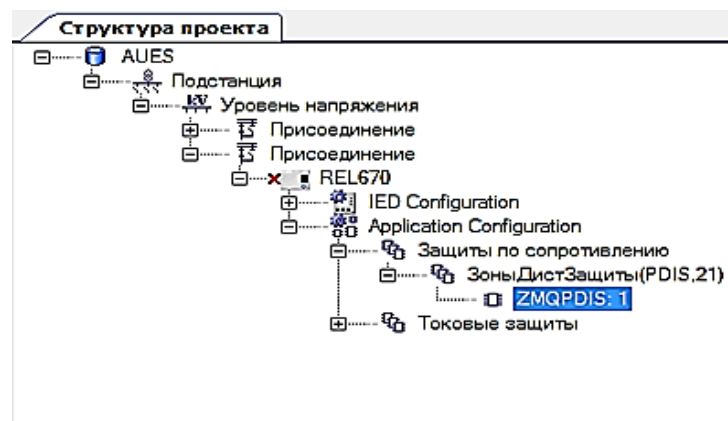 Структура проекта
AUES
Подстанция
Уровень напряжения
Присоединение
Присоединение
REL670
IED Configuration
Application Configuration
Защиты по сопротивлению
ЗоныДистЗащиты(PDIS,21)
ZMQPDIS: 1
Токовые защиты